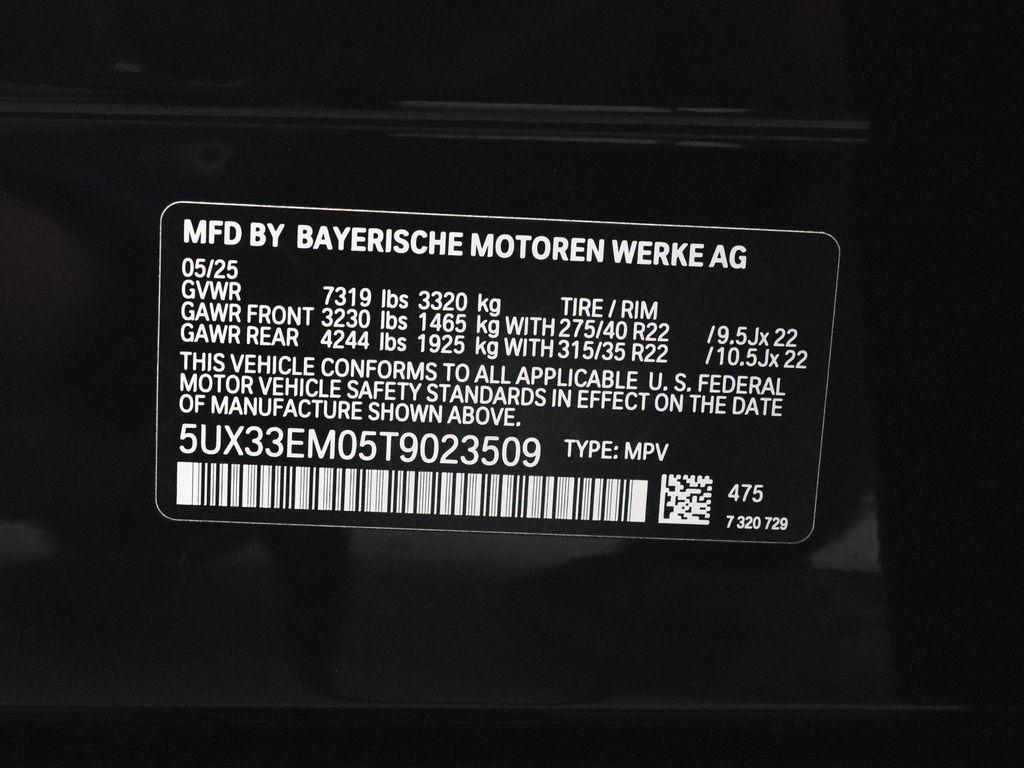 MFD BY BAYERISCHE MOTOREN WERKE AG
05/25
GVWR 7319 lbs 3320 kg TIRE / RIM
GAWR FRONT 3230 lbs 1465 kg WITH 275/40 R22 /9.5Jx 22
GAWR REAR 4244 lbs 1925 kg WITH 315/35 R22 /10.5Jx 22
THIS VEHICLE CONFORMS TO ALL APPLICABLE U. S. FEDERAL
MOTOR VEHICLE SAFETY STANDARDS IN EFFECT ON THE DATE
OF MANUFACTURE SHOWN ABOVE.
5UX33EM05T9023509 TYPE: MPV
475
7 320 729